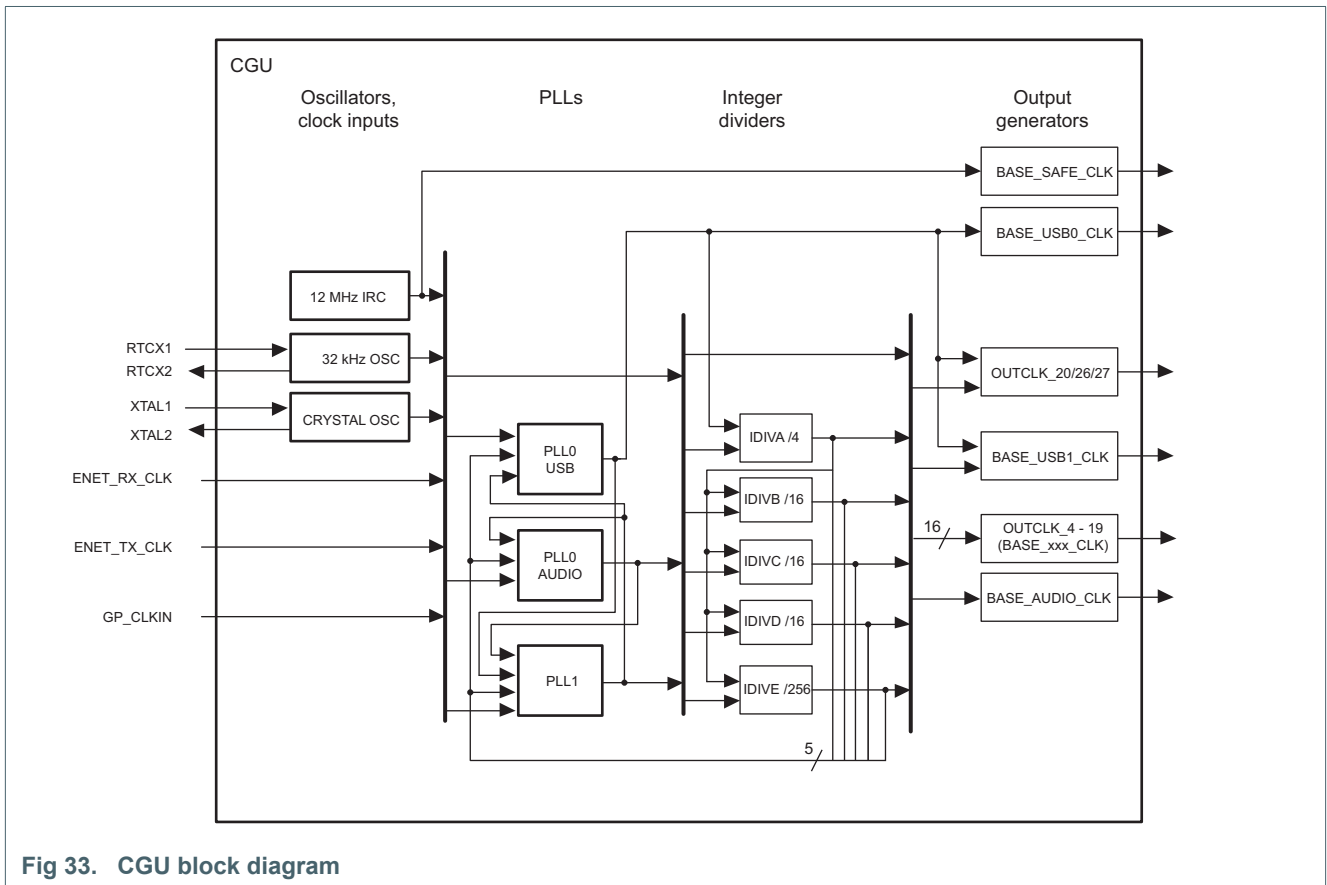 CGU
Oscillators,
clock inputs
PLLs
Integer
dividers
Output
generators
BASE_SAFE_CLK
BASE_USB0_CLK
12 MHz IRC
RTCX1
32 kHz OSC
RTCX2
OUTCLK_20/26/27
XTAL1
CRYSTAL OSC
XTAL2
PLL0
USB
IDIVA /4
BASE_USB1_CLK
ENET_RX_CLK
IDIVB /16
16
OUTCLK_4 - 19
(BASE_xxx_CLK)
ENET_TX_CLK
PLL0
AUDIO
IDIVC /16
BASE_AUDIO_CLK
GP_CLKIN
IDIVD /16
PLL1
IDIVE /256
5
Fig 33. CGU block diagram